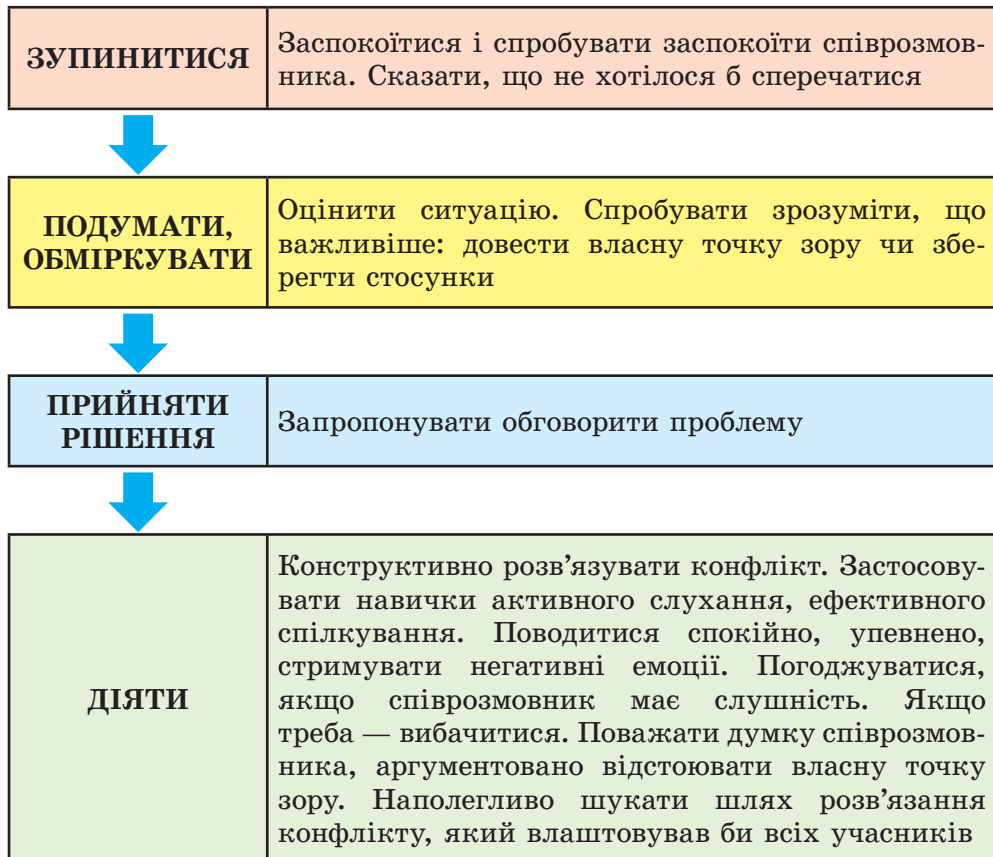 ЗУПИНИТИСЯ
Заспокоїтися і спробувати заспокоїти співрозмов-
ника. Сказати, що не хотілося б сперечатися
ПОДУМАТИ,
ОБМІРКУВАТИ
Оцінити ситуацію. Спробувати зрозуміти, що
важливіше: довести власну точку зору чи збе-
регти стосунки
ПРИЙНЯТИ
РІШЕННЯ
Запропонувати обговорити проблему
ДІЯТИ
Конструктивно розв’язувати конфлікт. Застосову-
вати навички активного слухання, ефективного
спілкування. Поводитися спокійно, упевнено,
стримувати негативні емоції. Погоджуватися,
якщо співрозмовник має слушність. Якщо
треба — вибачитися. Поважати думку співрозмов-
ника, аргументовано відстоювати власну точку
зору. Наполегливо шукати шлях розв’язання
конфлікту, який влаштовував би всіх учасників